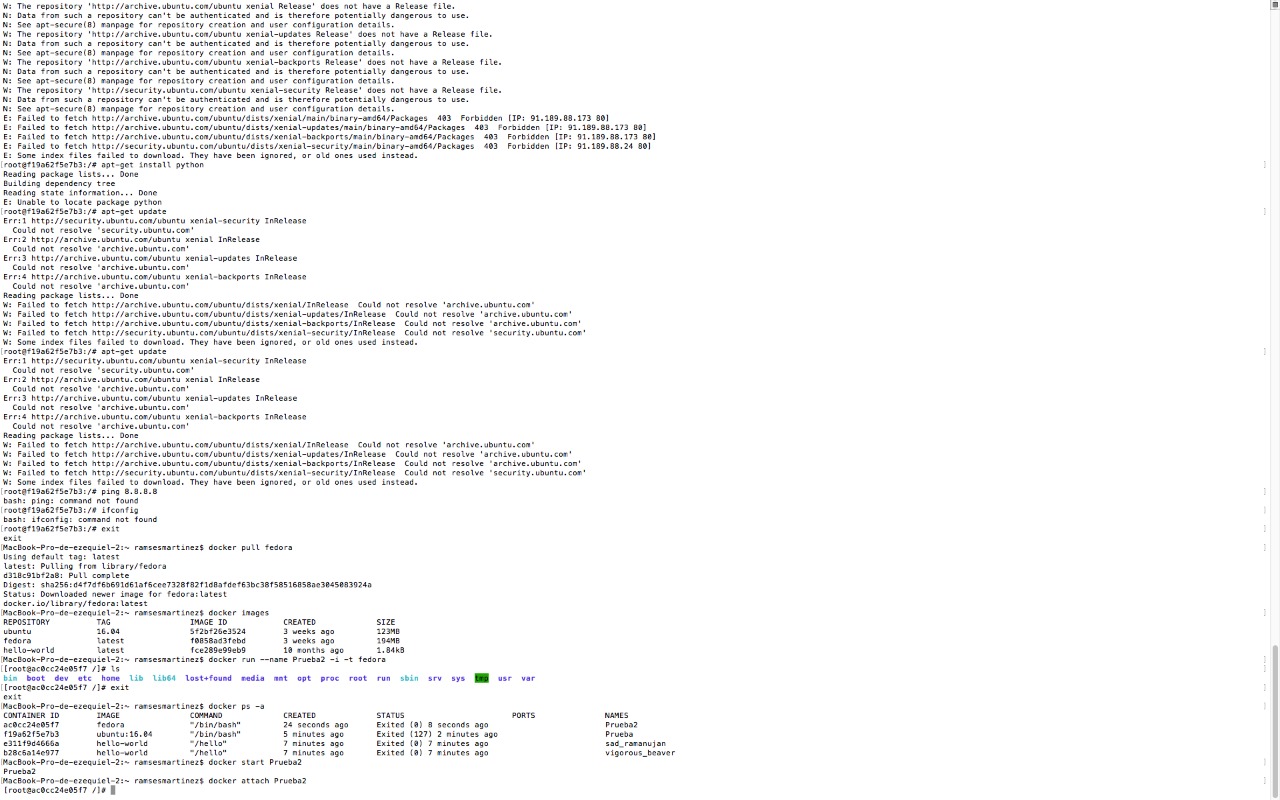 W: The repository 'http://archive.ubuntu.com/ubuntu xenial Release' does not have a Release file.
N: Data from such a repository can't be authenticated and is therefore potentially dangerous to use.
N: See apt-secure(8) manpage for repository creation and user configuration details.
W: The repository 'http://archive.ubuntu.com/ubuntu xenial-updates Release' does not have a Release file.
N: Data from such a repository can't be authenticated and is therefore potentially dangerous to use.
N: See apt-secure(8) manpage for repository creation and user configuration details.
W: The repository 'http://archive.ubuntu.com/ubuntu xenial-backports Release' does not have a Release file.
N: Data from such a repository can't be authenticated and is therefore potentially dangerous to use.
N: See apt-secure(8) manpage for repository creation and user configuration details.
W: The repository 'http://security.ubuntu.com/ubuntu xenial-security Release' does not have a Release file.
N: Data from such a repository can't be authenticated and is therefore potentially dangerous to use.
N: See apt-secure(8) manpage for repository creation and user configuration details.
E: Failed to fetch http://archive.ubuntu.com/ubuntu/dists/xenial/main/binary-amd64/Packages  403  Forbidden [IP: 91.189.88.173 80]
E: Failed to fetch http://archive.ubuntu.com/ubuntu/dists/xenial-updates/main/binary-amd64/Packages  403  Forbidden [IP: 91.189.88.173 80]
E: Failed to fetch http://archive.ubuntu.com/ubuntu/dists/xenial-backports/main/binary-amd64/Packages  403  Forbidden [IP: 91.189.88.173 80]
E: Failed to fetch http://security.ubuntu.com/ubuntu/dists/xenial-security/main/binary-amd64/Packages  403  Forbidden [IP: 91.189.88.24 80]
E: Some index files failed to download. They have been ignored, or old ones used instead.
[root@f19a62f5e7b3:/# apt-get install python
Reading package lists... Done
Building dependency tree
Reading state information... Done
E: Unable to locate package python
[root@f19a62f5e7b3:/# apt-get update
Err:1 http://security.ubuntu.com/ubuntu xenial-security InRelease
  Could not resolve 'security.ubuntu.com'
Err:2 http://archive.ubuntu.com/ubuntu xenial InRelease
  Could not resolve 'archive.ubuntu.com'
Err:3 http://archive.ubuntu.com/ubuntu xenial-updates InRelease
  Could not resolve 'archive.ubuntu.com'
Err:4 http://archive.ubuntu.com/ubuntu xenial-backports InRelease
  Could not resolve 'archive.ubuntu.com'
Reading package lists... Done
W: Failed to fetch http://archive.ubuntu.com/ubuntu/dists/xenial/InRelease  Could not resolve 'archive.ubuntu.com'
W: Failed to fetch http://archive.ubuntu.com/ubuntu/dists/xenial-updates/InRelease  Could not resolve 'archive.ubuntu.com'
W: Failed to fetch http://archive.ubuntu.com/ubuntu/dists/xenial-backports/InRelease  Could not resolve 'archive.ubuntu.com'
W: Failed to fetch http://security.ubuntu.com/ubuntu/dists/xenial-security/InRelease  Could not resolve 'security.ubuntu.com'
W: Some index files failed to download. They have been ignored, or old ones used instead.
[root@f19a62f5e7b3:/# apt-get update
Err:1 http://security.ubuntu.com/ubuntu xenial-security InRelease
  Could not resolve 'security.ubuntu.com'
Err:2 http://archive.ubuntu.com/ubuntu xenial InRelease
  Could not resolve 'archive.ubuntu.com'
Err:3 http://archive.ubuntu.com/ubuntu xenial-updates InRelease
  Could not resolve 'archive.ubuntu.com'
Err:4 http://archive.ubuntu.com/ubuntu xenial-backports InRelease
  Could not resolve 'archive.ubuntu.com'
Reading package lists... Done
W: Failed to fetch http://archive.ubuntu.com/ubuntu/dists/xenial/InRelease  Could not resolve 'archive.ubuntu.com'
W: Failed to fetch http://archive.ubuntu.com/ubuntu/dists/xenial-updates/InRelease  Could not resolve 'archive.ubuntu.com'
W: Failed to fetch http://archive.ubuntu.com/ubuntu/dists/xenial-backports/InRelease  Could not resolve 'archive.ubuntu.com'
W: Failed to fetch http://security.ubuntu.com/ubuntu/dists/xenial-security/InRelease  Could not resolve 'security.ubuntu.com'
W: Some index files failed to download. They have been ignored, or old ones used instead.
[root@f19a62f5e7b3:/# ping 8.8.8.8
bash: ping: command not found
[root@f19a62f5e7b3:/# ifconfig
bash: ifconfig: command not found
[root@f19a62f5e7b3:/# exit
exit
[MacBook-Pro-de-ezequiel-2:~ ramsesmartinez$ docker pull fedora
Using default tag: latest
latest: Pulling from library/fedora
d318c91bf2a8: Pull complete
Digest: sha256:d4f7df6b691d61af6cee7328f82f1d8afdef63bc38f58516858ae3045083924a
Status: Downloaded newer image for fedora:latest
docker.io/library/fedora:latest
[MacBook-Pro-de-ezequiel-2:~ ramsesmartinez$ docker images
REPOSITORY          TAG                 IMAGE ID            CREATED             SIZE
ubuntu              16.04               5f2bf26e3524        3 weeks ago         123MB
fedora              latest              f0858ad3febd        3 weeks ago         194MB
hello-world         latest              fce289e99eb9        10 months ago       1.84kB
[MacBook-Pro-de-ezequiel-2:~ ramsesmartinez$ docker run --name Prueba2 -i -t fedora
[[root@ac0cc24e05f7 /]# ls
bin  boot  dev  etc  home  lib  lib64  lost+found  media  mnt  opt  proc  root  run  sbin  srv  sys  tmp  usr  var
[[root@ac0cc24e05f7 /]# exit
exit
[MacBook-Pro-de-ezequiel-2:~ ramsesmartinez$ docker ps -a
CONTAINER ID        IMAGE               COMMAND             CREATED             STATUS                       PORTS               NAMES
ac0cc24e05f7        fedora              "/bin/bash"         24 seconds ago      Exited (0) 8 seconds ago                         Prueba2
f19a62f5e7b3        ubuntu:16.04        "/bin/bash"         5 minutes ago       Exited (127) 2 minutes ago                       Prueba
e311f9d4666a        hello-world         "/hello"            7 minutes ago       Exited (0) 7 minutes ago                         sad_ramanujan
b28c6a14e977        hello-world         "/hello"            7 minutes ago       Exited (0) 7 minutes ago                         vigorous_beaver
[MacBook-Pro-de-ezequiel-2:~ ramsesmartinez$ docker start Prueba2
Prueba2
[MacBook-Pro-de-ezequiel-2:~ ramsesmartinez$ docker attach Prueba2
[root@ac0cc24e05f7 /]#